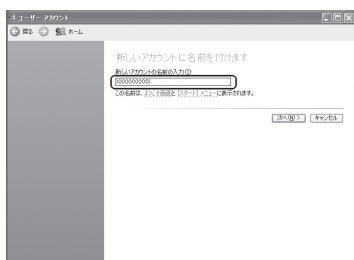 ユーザー アカウント
戻る ホーム
新しいアカウントに名前を付けます
新しいアカウントの名前の入力(T):
XXXXXXXXXXX
この名前は、ようこそ画面と [スタート] メニューに表示されます。
次へ(N) > キャンセル